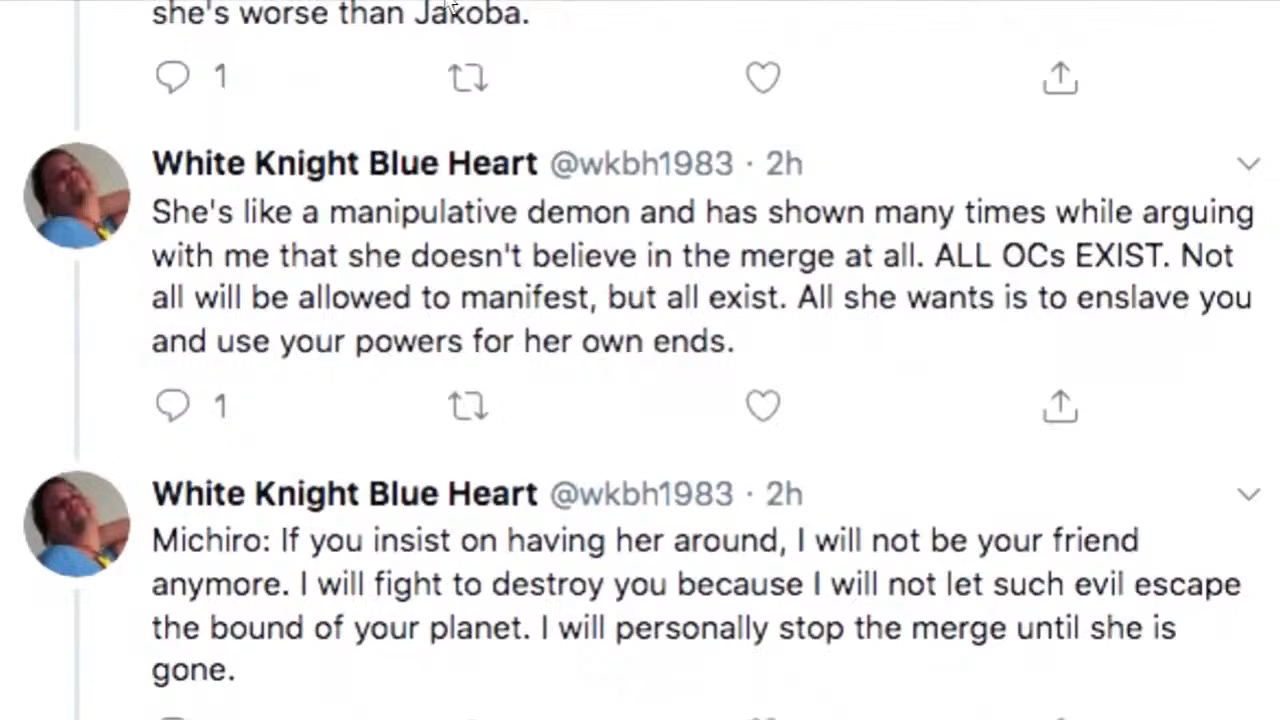 she's worse than Jakoba.
1
White Knight Blue Heart @wkbh1983 · 2h
She's like a manipulative demon and has shown many times while arguing
with me that she doesn't believe in the merge at all. ALL OCs EXIST. Not
all will be allowed to manifest, but all exist. All she wants is to enslave you
and use your powers for her own ends.
1
White Knight Blue Heart @wkbh1983 · 2h
Michiro: If you insist on having her around, I will not be your friend
anymore. I will fight to destroy you because I will not let such evil escape
the bound of your planet. I will personally stop the merge until she is
gone.